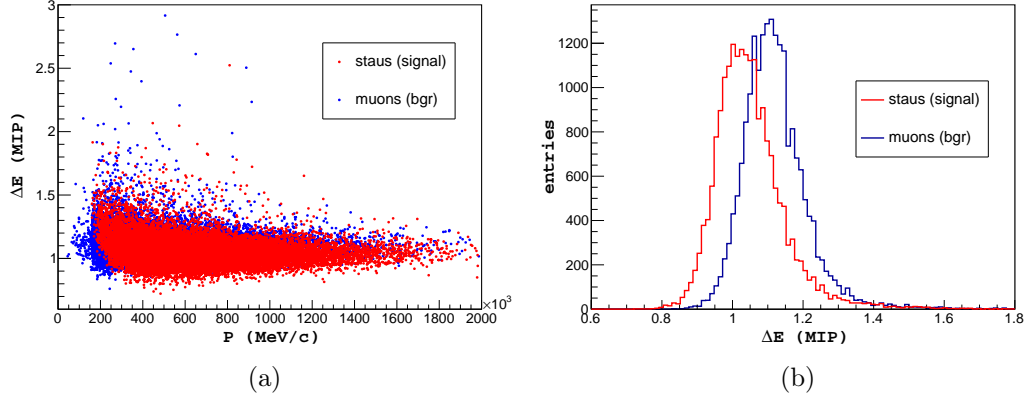 3
2.5
2
1.5
1
ΔE (MIP)
staus (signal)
muons (bgr)
0 200 400 600 800 1000 1200 1400 1600 1800 2000
×10³
P (MeV/c)
(a)
1200
1000
800
600
400
200
0
entries
staus (signal)
muons (bgr)
0.6 0.8 1 1.2 1.4 1.6 1.8
ΔE (MIP)
(b)